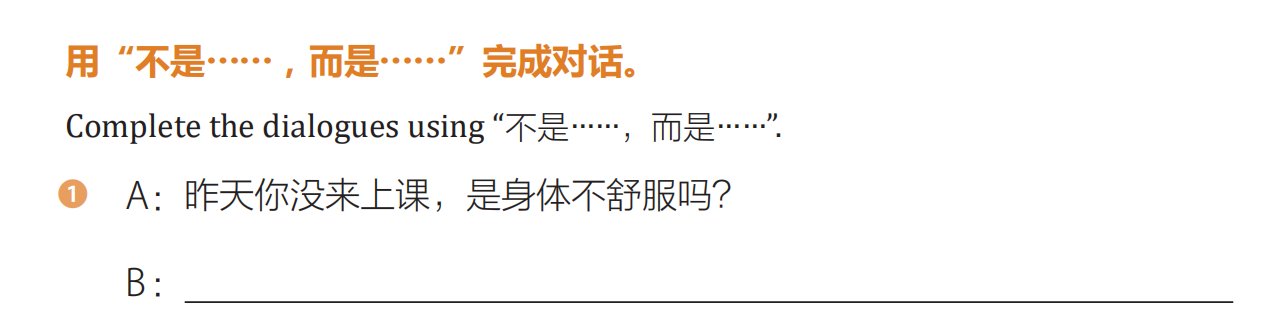 用“不是……，而是……”完成对话。
Complete the dialogues using “不是……，而是……”.
1 A：昨天你没来上课，是身体不舒服吗？
B：